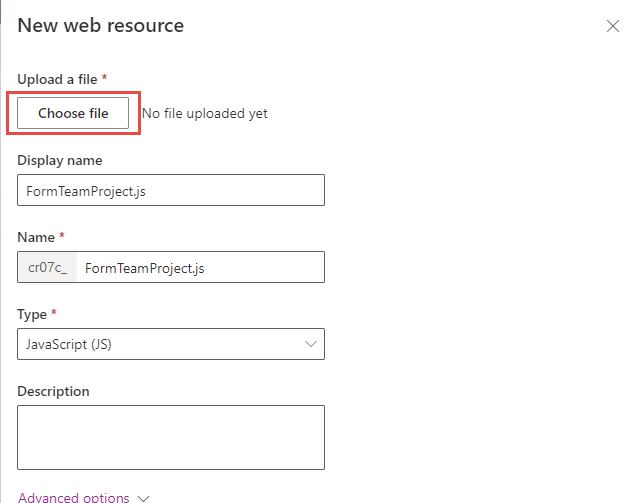 New web resource
Upload a file *
Choose file No file uploaded yet
Display name
FormTeamProject.js
Name *
cr07c_ FormTeamProject.js
Type *
JavaScript (JS)
Description
Advanced options